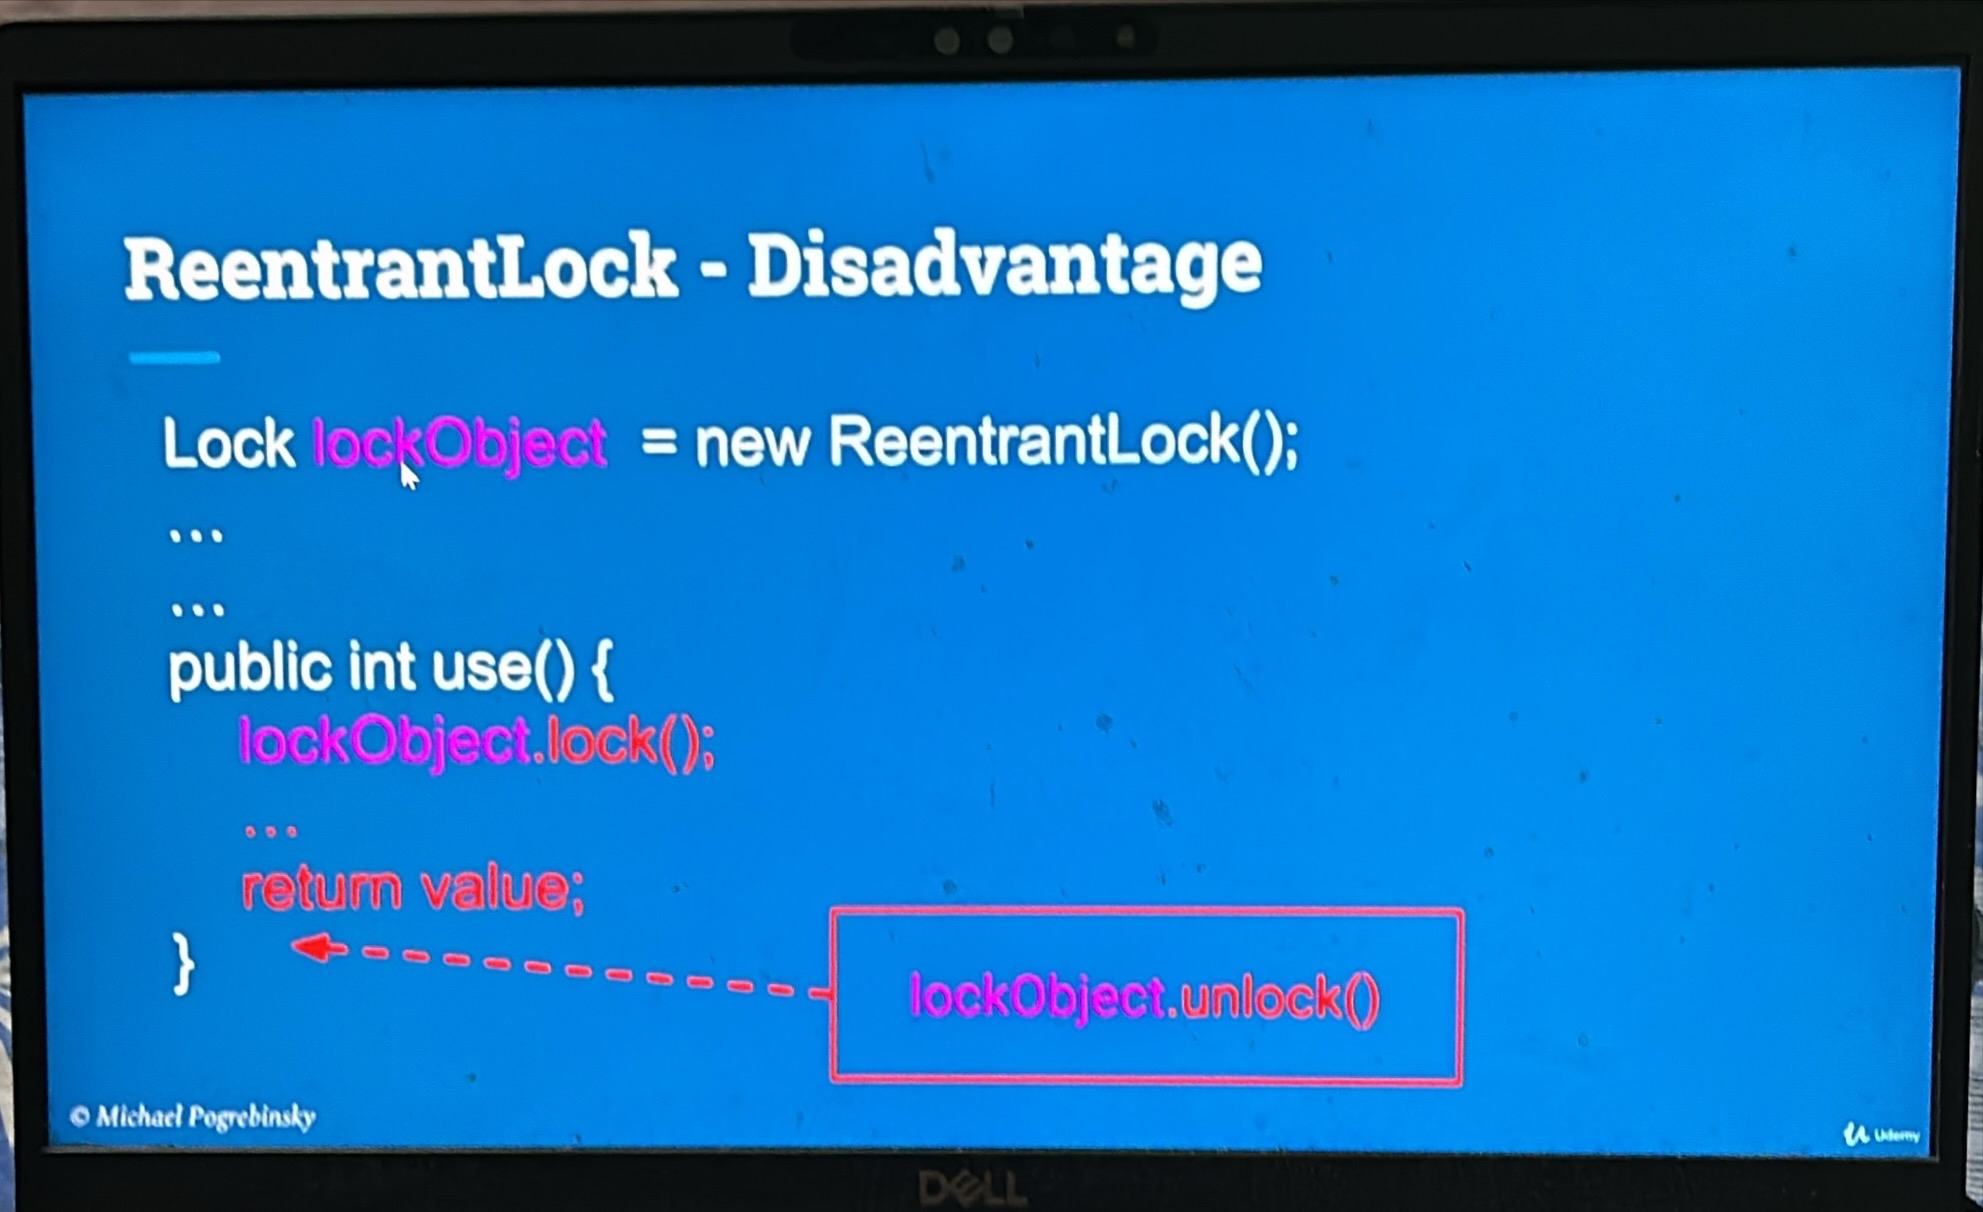 ReentrantLock - Disadvantage
Lock lockObject = new ReentrantLock();
...
...
public int use() {
lockObject.lock();
...
return value;
}
lockObject.unlock()
© Michael Pogrebinsky
Udemy
DELL